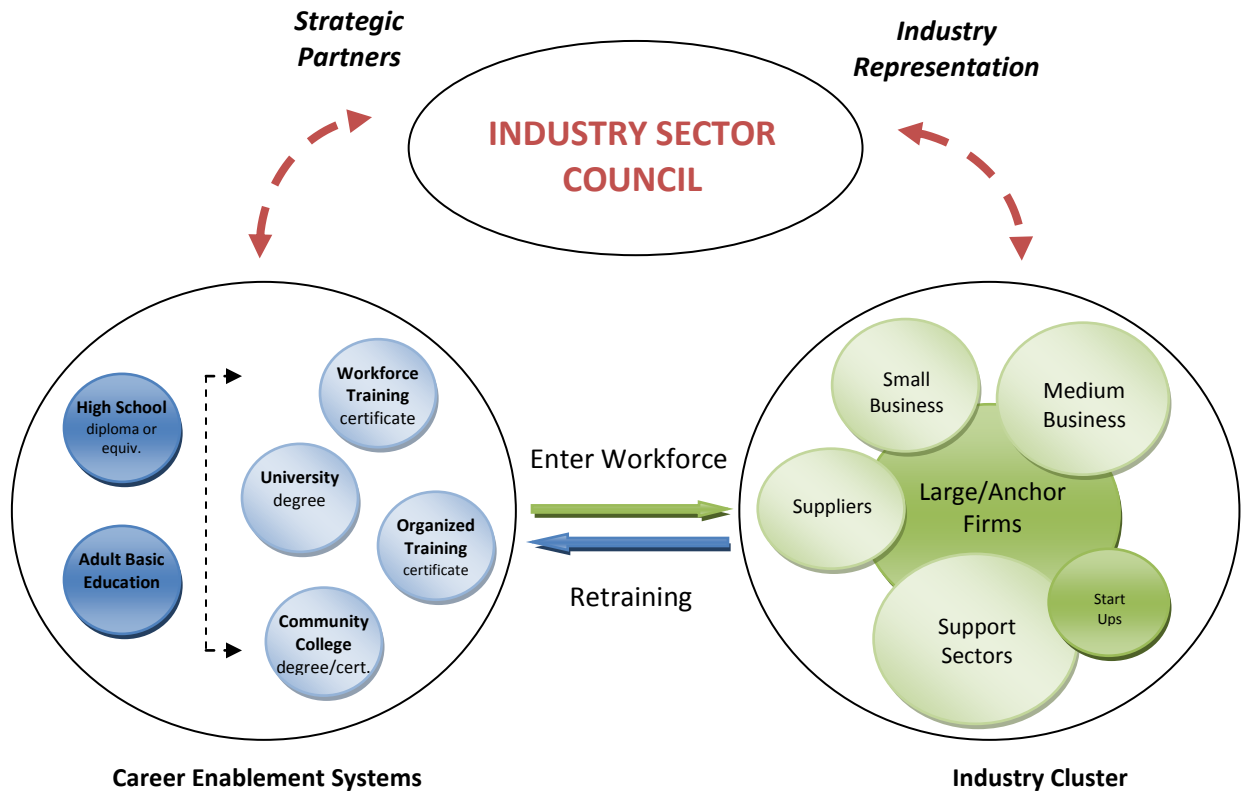 Strategic
Partners
Industry
Representation
INDUSTRY SECTOR
COUNCIL
High School
diploma or
equiv.
Adult Basic
Education
Workforce
Training
certificate
University
degree
Organized
Training
certificate
Community
College
degree/cert.
Enter Workforce
Retraining
Small
Business
Medium
Business
Suppliers
Large/Anchor
Firms
Support
Sectors
Start
Ups
Career Enablement Systems
Industry Cluster